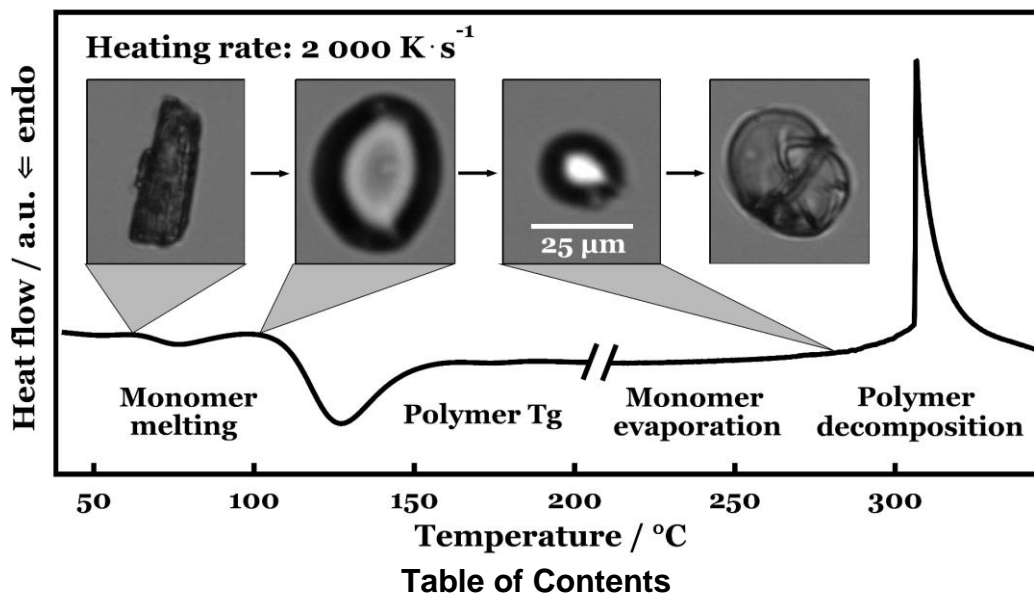 Heating rate: 2 000 K · s⁻¹
25 µm
Heat flow / a.u. ⇐ endo
Monomer
melting
Polymer Tg
Monomer
evaporation
Polymer
decomposition
50 100 150 200 250 300
Temperature / °C
Table of Contents